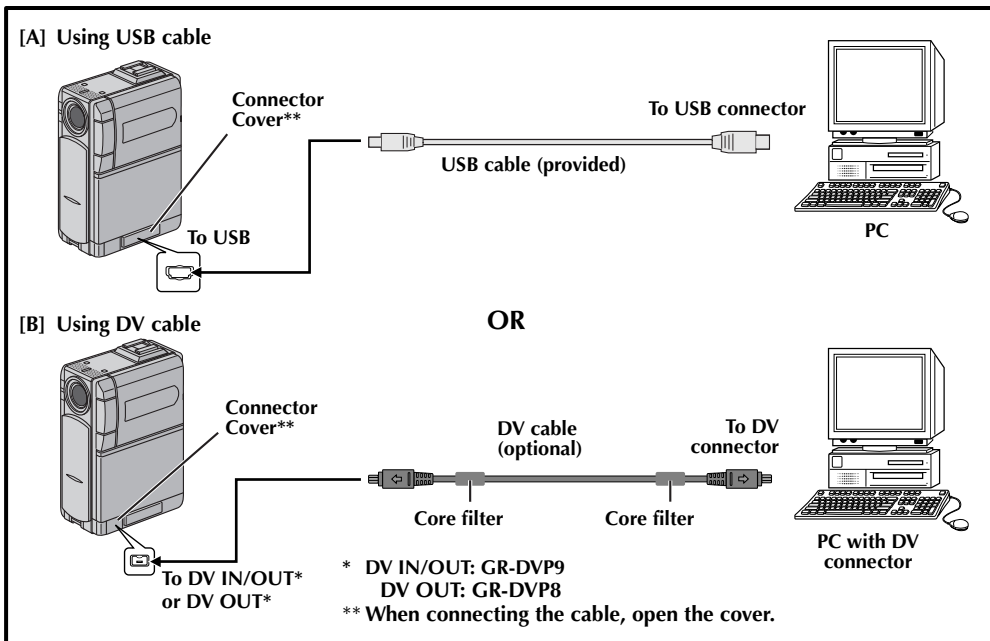 [A] Using USB cable
Connector
Cover**
To USB connector
USB cable (provided)
To USB
PC
OR
[B] Using DV cable
Connector
Cover**
DV cable
(optional)
To DV
connector
Core filter
Core filter
To DV IN/OUT*
or DV OUT*
PC with DV
connector
* DV IN/OUT: GR-DVP9
DV OUT: GR-DVP8
** When connecting the cable, open the cover.